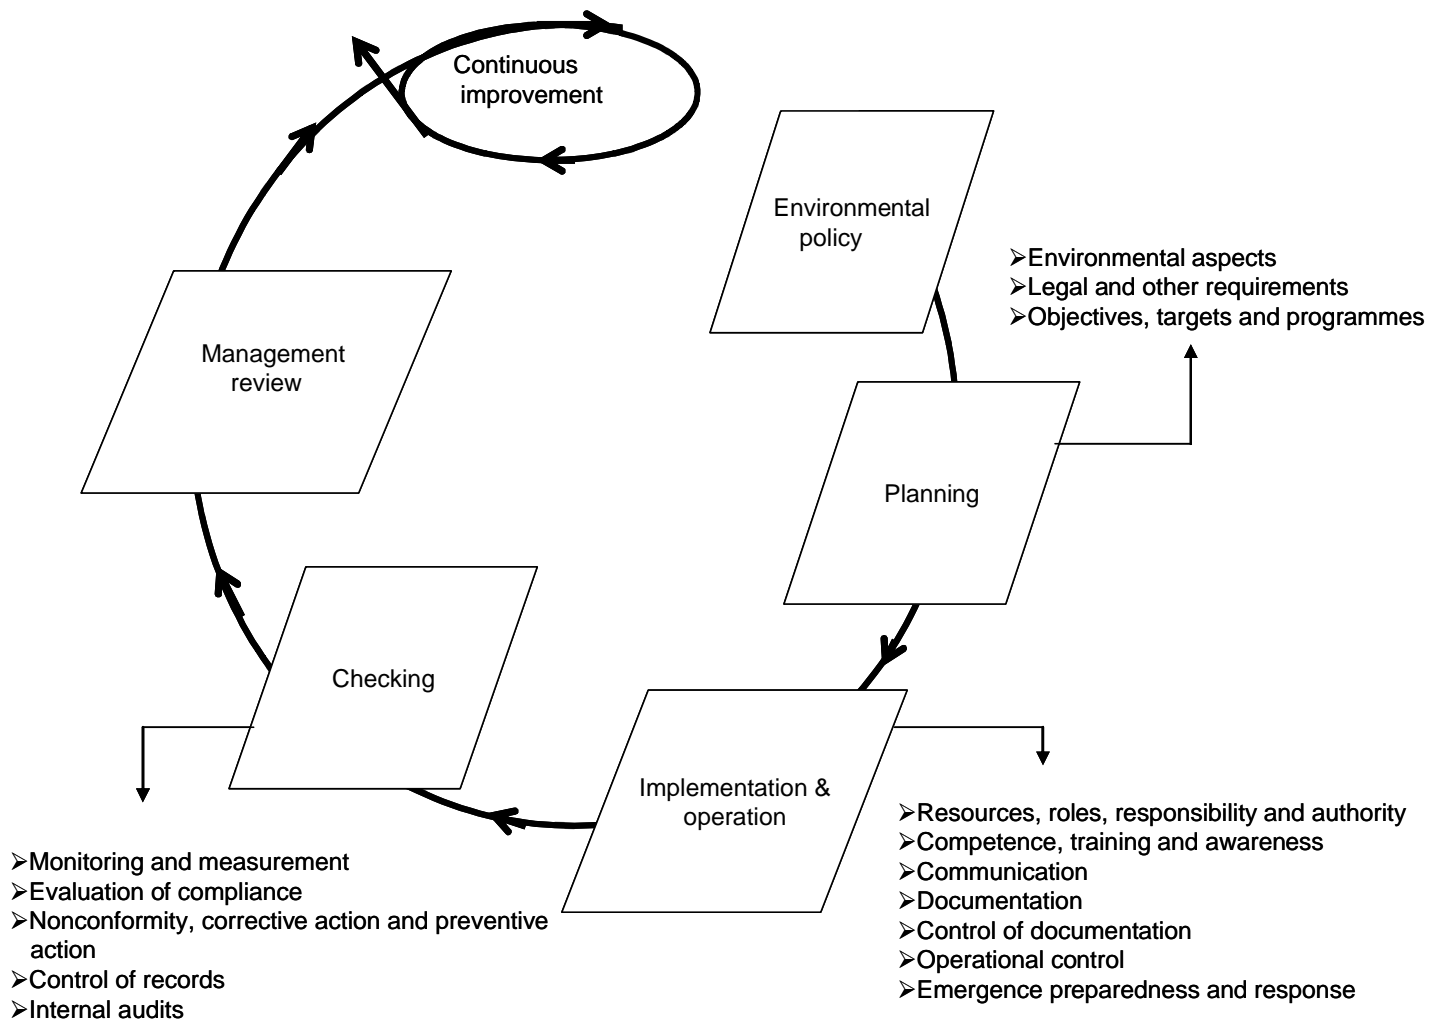 Continuous
improvement
Environmental
policy
➢Environmental aspects
➢Legal and other requirements
➢Objectives, targets and programmes
Management
review
Planning
Checking
Implementation &
operation
➢Resources, roles, responsibility and authority
➢Competence, training and awareness
➢Communication
➢Documentation
➢Control of documentation
➢Operational control
➢Emergence preparedness and response
➢Monitoring and measurement
➢Evaluation of compliance
➢Nonconformity, corrective action and preventive
action
➢Control of records
➢Internal audits